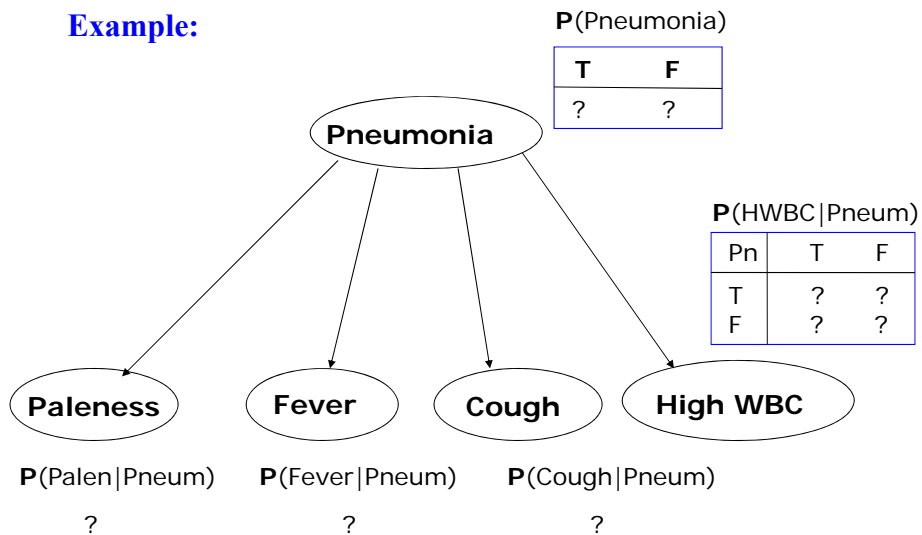 Example:
P(Pneumonia)
T F
? ?
Pneumonia
P(HWBC|Pneum)
Pn T F
T ? ?
F ? ?
Paleness Fever Cough High WBC
P(Palen|Pneum) P(Fever|Pneum) P(Cough|Pneum)
? ? ?